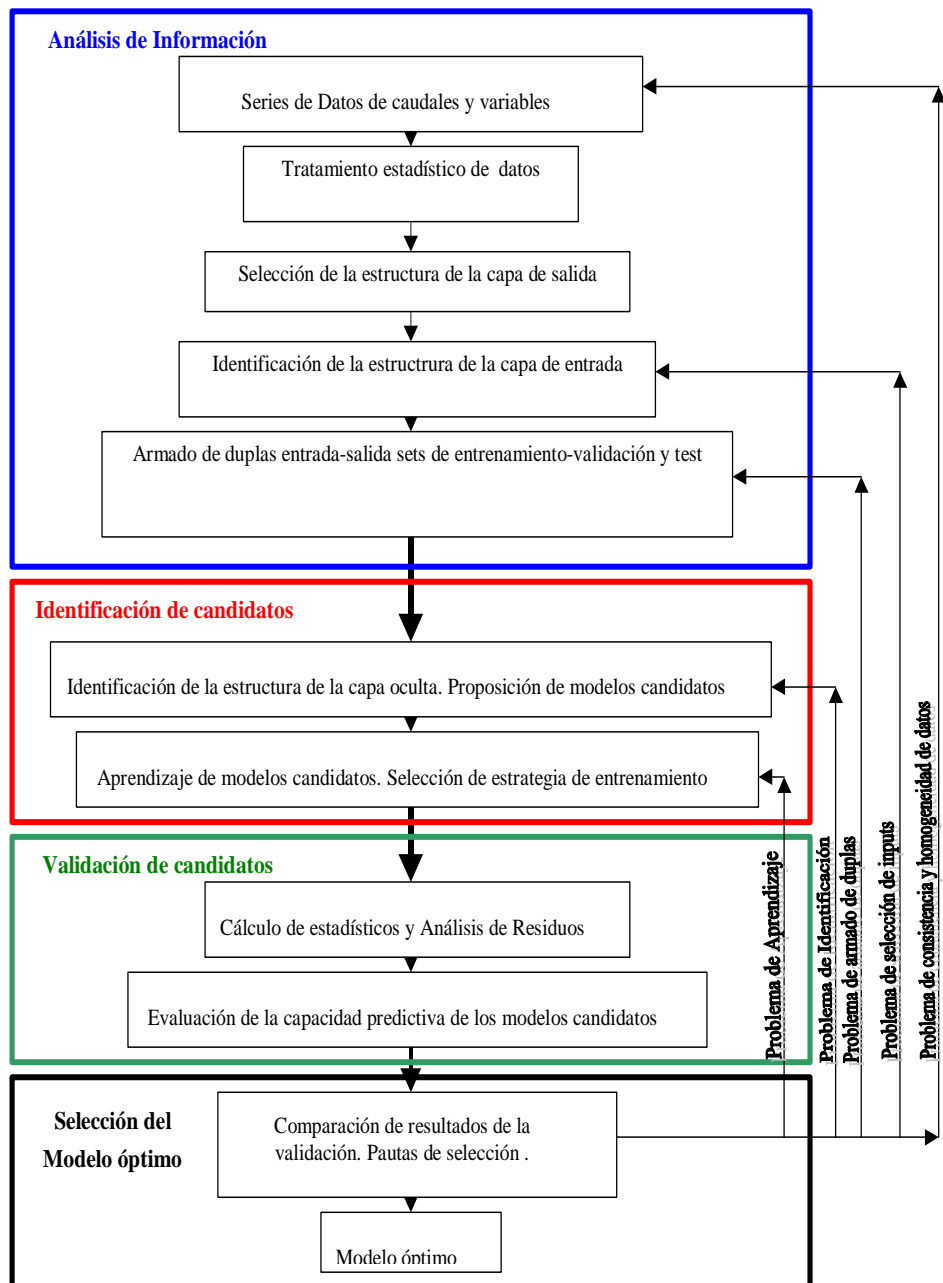 Análisis de Información
Series de Datos de caudales y variables
Tratamiento estadístico de datos
Selección de la estructura de la capa de salida
Identificación de la estructrura de la capa de entrada
Armado de duplas entrada-salida sets de entrenamiento-validación y test
Identificación de candidatos
Identificación de la estructura de la capa oculta. Proposición de modelos candidatos
Aprendizaje de modelos candidatos. Selección de estrategia de entrenamiento
Validación de candidatos
Cálculo de estadísticos y Análisis de Residuos
Evaluación de la capacidad predictiva de los modelos candidatos
Selección del
Modelo óptimo
Comparación de resultados de la
validación. Pautas de selección .
Modelo óptimo
Problema de Aprendizaje
Problema de Identificación
Problema de armado de duplas
Problema de selección de inputs
Problema de consistencia y homogeneidad de datos